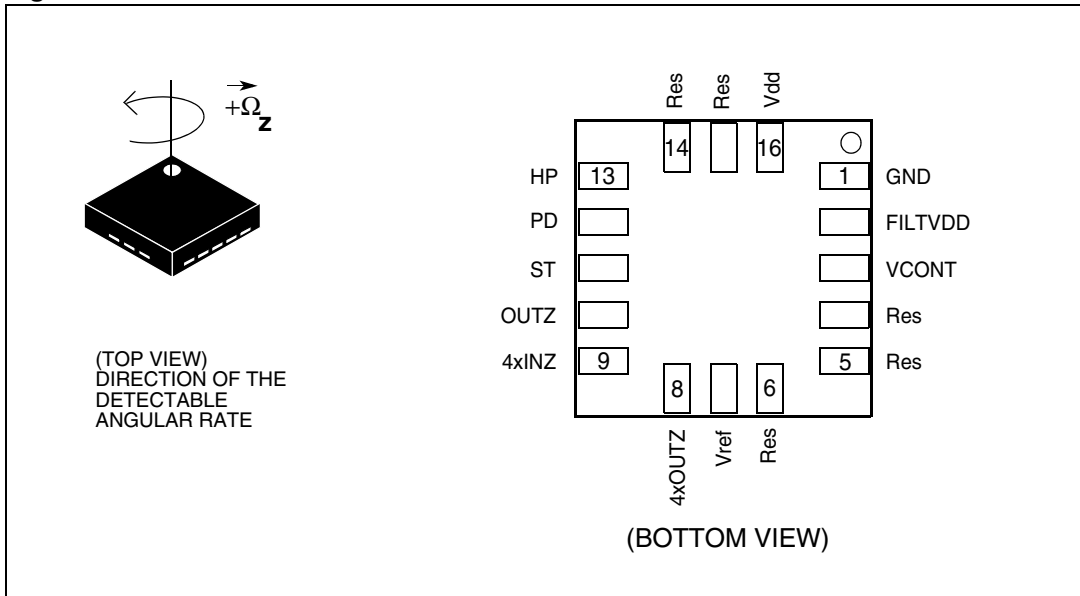 +Ωz
(TOP VIEW)
DIRECTION OF THE
DETECTABLE
ANGULAR RATE
Res
Res
Vdd
14
16
HP
13
1
GND
PD
FILTVDD
ST
VCONT
OUTZ
Res
4xINZ
9
5
Res
8
6
4xOUTZ
Vref
Res
(BOTTOM VIEW)